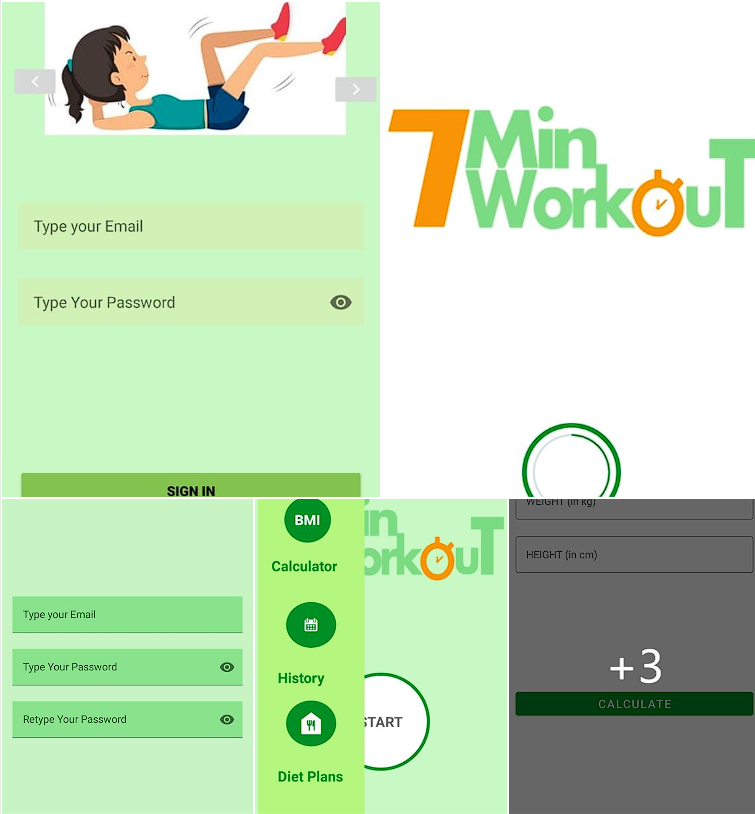 Type your Email
Type Your Password
SIGN IN
7 Min
WorkouT
Type your Email
Type Your Password
Retype Your Password
BMI
Calculator
History
Diet Plans
in
orkouT
START
WEIGHT (in kg)
HEIGHT (in cm)
+3
CALCULATE